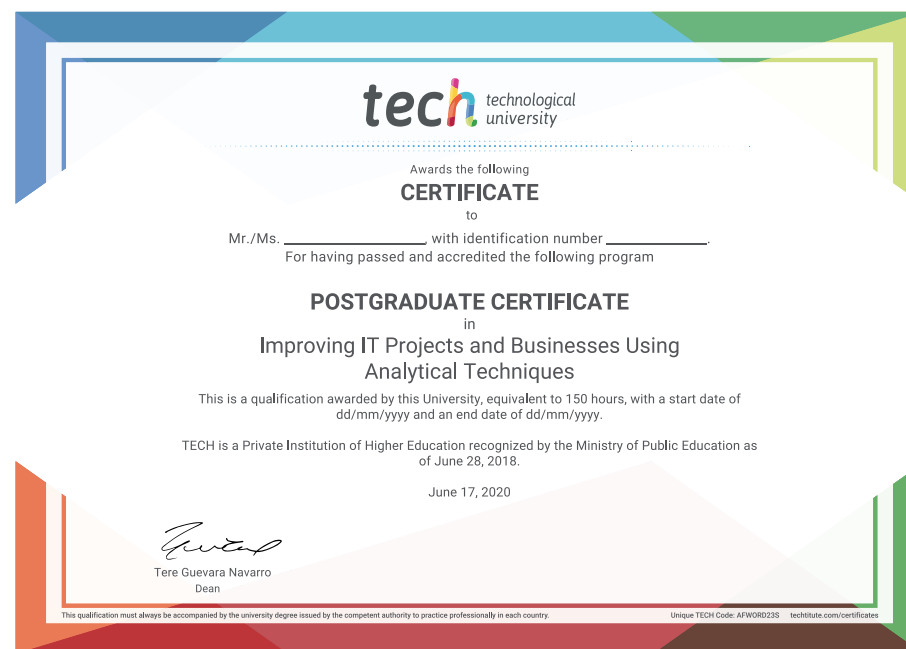 tech technological
university
Awards the following
CERTIFICATE
to
Mr./Ms. ____________________, with identification number ______________.
For having passed and accredited the following program
POSTGRADUATE CERTIFICATE
in
Improving IT Projects and Businesses Using
Analytical Techniques
This is a qualification awarded by this University, equivalent to 150 hours, with a start date of
dd/mm/yyyy and an end date of dd/mm/yyyy.
TECH is a Private Institution of Higher Education recognized by the Ministry of Public Education as
of June 28, 2018.
June 17, 2020
Tere Guevara Navarro
Dean
This qualification must always be accompanied by the university degree issued by the competent authority to practice professionally in each country. Unique TECH Code: AFWORD23S techtitute.com/certificates